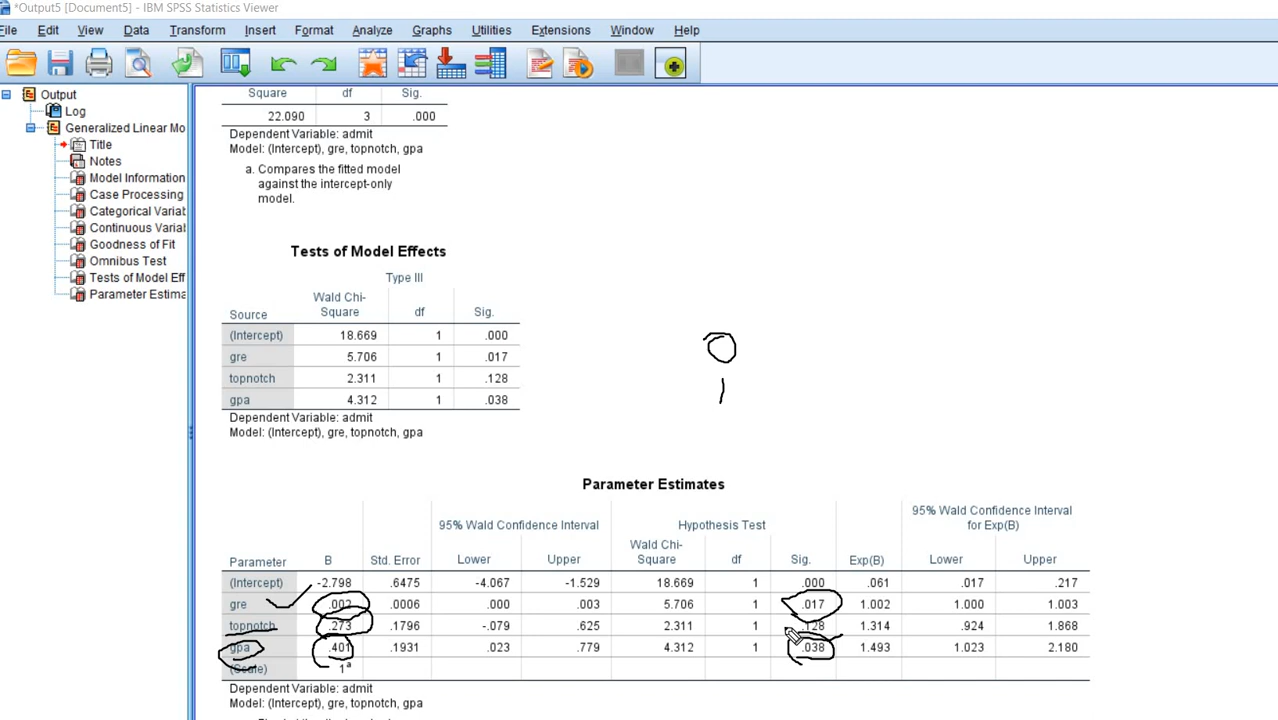 *Output5 [Document5] - IBM SPSS Statistics Viewer
File Edit View Data Transform Insert Format Analyze Graphs Utilities Extensions Window Help
Output
Log
Generalized Linear Mo
Title
Notes
Model Information
Case Processing
Categorical Variab
Continuous Variab
Goodness of Fit
Omnibus Test
Tests of Model Eff
Parameter Estima
Square df Sig.
22.090 3 .000
Dependent Variable: admit
Model: (Intercept), gre, topnotch, gpa
a. Compares the fitted model
against the intercept-only
model.
Tests of Model Effects
Type III
Wald Chi-
Source Square df Sig.
(Intercept) 18.669 1 .000
gre 5.706 1 .017
topnotch 2.311 1 .128
gpa 4.312 1 .038
Dependent Variable: admit
Model: (Intercept), gre, topnotch, gpa
0
1
Parameter Estimates
95% Wald Confidence Interval Hypothesis Test 95% Wald Confidence Interval
for Exp(B)
Wald Chi-
Parameter B Std. Error Lower Upper Square df Sig. Exp(B) Lower Upper
(Intercept) -2.798 .6475 -4.067 -1.529 18.669 1 .000 .061 .017 .217
gre .002 .0006 .000 .003 5.706 1 .017 1.002 1.000 1.003
topnotch .273 .1796 -.079 .625 2.311 1 .128 1.314 .924 1.868
gpa .401 .1931 .023 .779 4.312 1 .038 1.493 1.023 2.180
(Scale) 1a
Dependent Variable: admit
Model: (Intercept), gre, topnotch, gpa